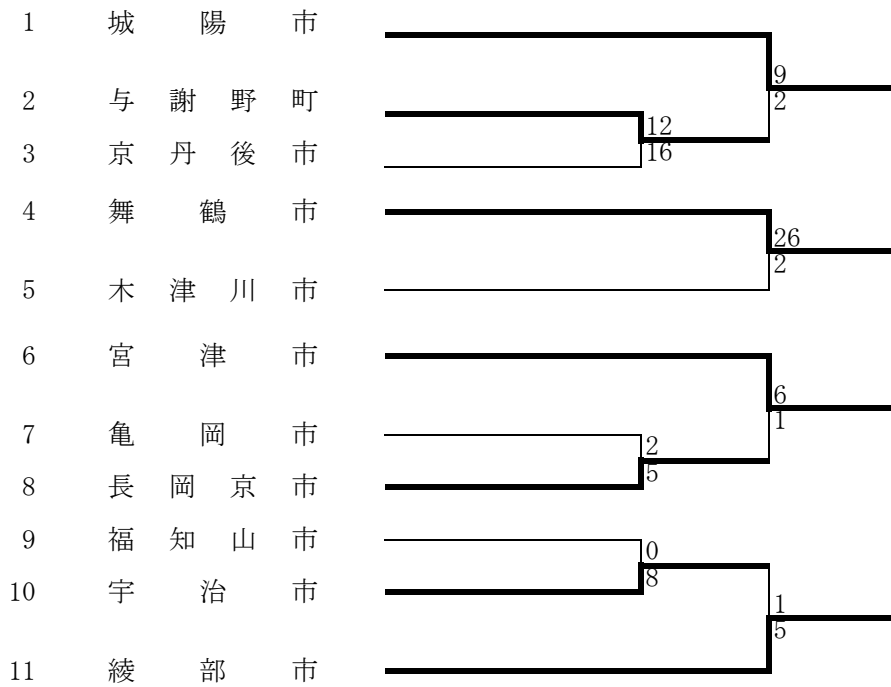 1 城陽市
9
2 与謝野町
2
12
3 京丹後市
16
4 舞鶴市
26
2
5 木津川市
6 宮津市
6
1
7 亀岡市
2
5
8 長岡京市
9 福知山市
0
8
10 宇治市
1
5
11 綾部市